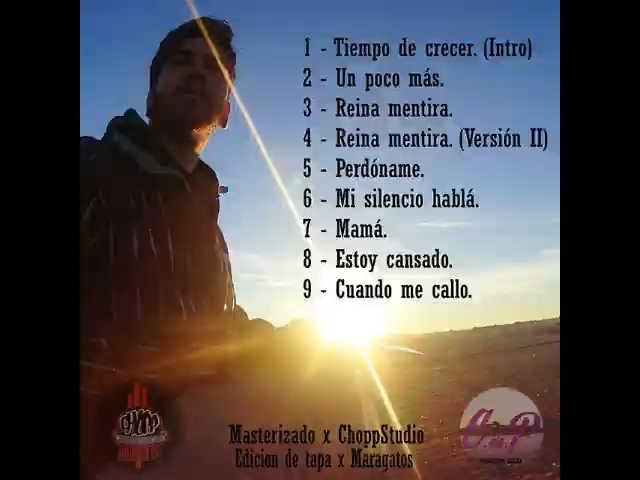 1 - Tiempo de crecer. (Intro)
2 - Un poco más.
3 - Reina mentira.
4 - Reina mentira. (Versión II)
5 - Perdóname.
6 - Mi silencio hablá.
7 - Mamá.
8 - Estoy cansado.
9 - Cuando me callo.
Masterizado x ChoppStudio
Edicion de tapa x Maragatos